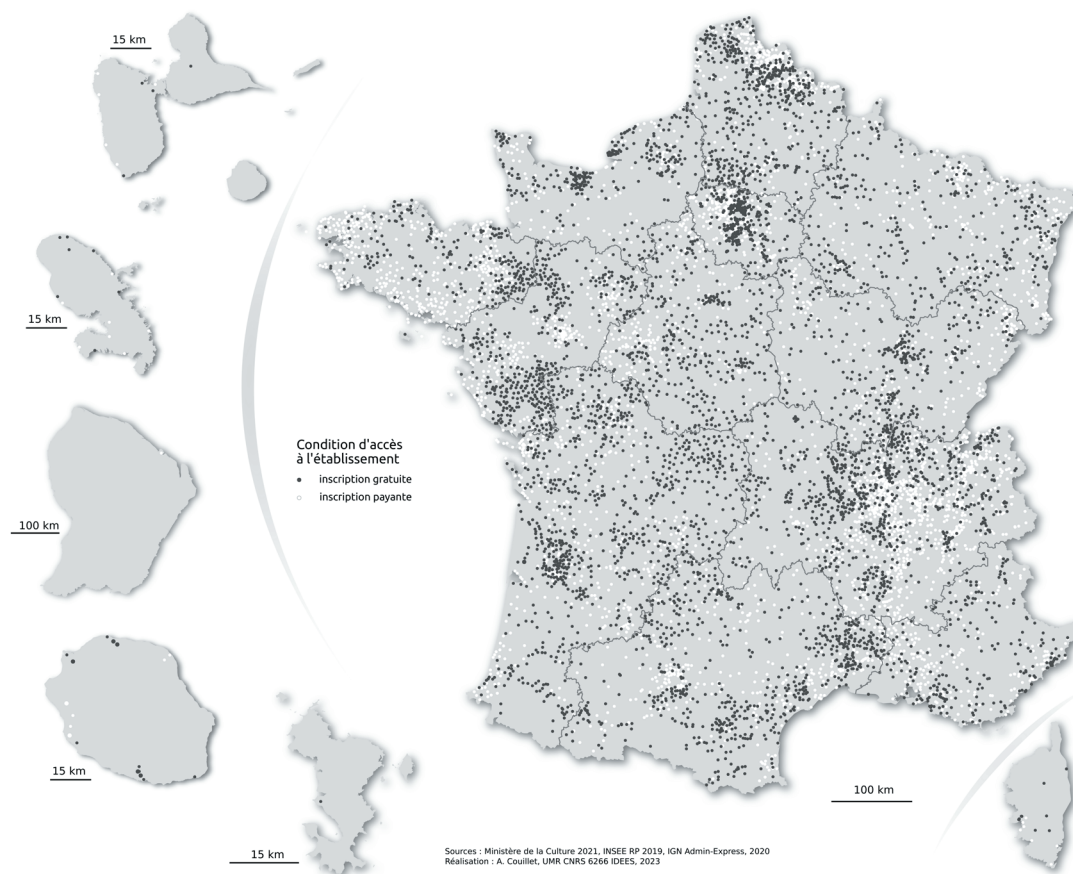 15 km
15 km
Condition d'accès
à l'établissement
inscription gratuite
inscription payante
100 km
15 km
100 km
15 km
Sources : Ministère de la Culture 2021, INSEE RP 2019, IGN Admin-Express, 2020
Réalisation : A. Couillet, UMR CNRS 6266 IDEES, 2023